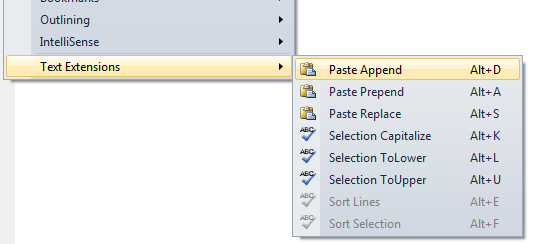 Bookmarks
Outlining
IntelliSense
Text Extensions
Paste Append Alt+D
Paste Prepend Alt+A
Paste Replace Alt+S
Selection Capitalize Alt+K
Selection ToLower Alt+L
Selection ToUpper Alt+U
Sort Lines Alt+E
Sort Selection Alt+F